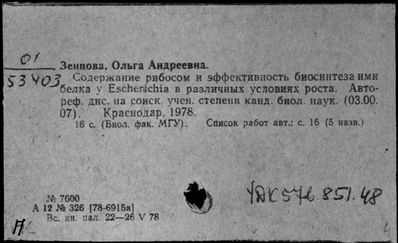 01
53403
Зеннова, Ольга Андреевна.
Содержание рибосом и эффективность биосинтеза ими
белка у Escherichia в различных условиях роста. Авто-
реф. дис. на соиск. учен. степени канд. биол. наук. (03.00.
07). Краснодар, 1978.
16 с. (Биол. фак. МГУ). Список работ авт.: с. 16 (5 назв.)
№ 7600
А 12 № 326 [78-6915а]
Вс. кн. пал. 22—26 V 78
УДК 576.851.48